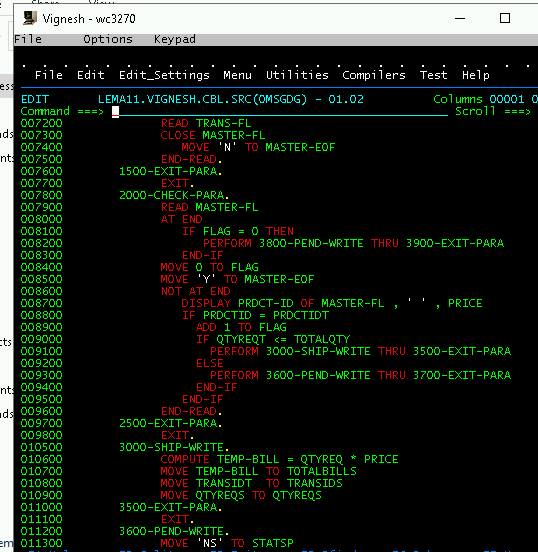 Vignesh - wc3270
File Options Keypad
File Edit Edit_Settings Menu Utilities Compilers Test Help
EDIT LEMA11.VIGNESH.CBL.SRC(OMSGDG) - 01.02 Columns 00001 0
Command ===> Scroll ===>
007200 READ TRANS-FL
007300 CLOSE MASTER-FL
007400 MOVE 'N' TO MASTER-EOF
007500 END-READ.
007600 1500-EXIT-PARA.
007700 EXIT.
007800 2000-CHECK-PARA.
007900 READ MASTER-FL
008000 AT END
008100 IF FLAG = 0 THEN
008200 PERFORM 3800-PEND-WRITE THRU 3900-EXIT-PARA
008300 END-IF
008400 MOVE 0 TO FLAG
008500 MOVE 'Y' TO MASTER-EOF
008600 NOT AT END
008700 DISPLAY PRDCT-ID OF MASTER-FL , ' ' , PRICE
008800 IF PRDCTID = PRDCTIDT
008900 ADD 1 TO FLAG
009000 IF QTYREQT <= TOTALQTY
009100 PERFORM 3000-SHIP-WRITE THRU 3500-EXIT-PARA
009200 ELSE
009300 PERFORM 3600-PEND-WRITE THRU 3700-EXIT-PARA
009400 END-IF
009500 END-IF
009600 END-READ.
009700 2500-EXIT-PARA.
009800 EXIT.
010500 3000-SHIP-WRITE.
010600 COMPUTE TEMP-BILL = QTYREQ * PRICE
010700 MOVE TEMP-BILL TO TOTALBILLS
010800 MOVE TRANSIDT TO TRANSIDS
010900 MOVE QTYREQS TO QTYREQS
011000 3500-EXIT-PARA.
011100 EXIT.
011200 3600-PEND-WRITE.
011300 MOVE 'NS' TO STATSP